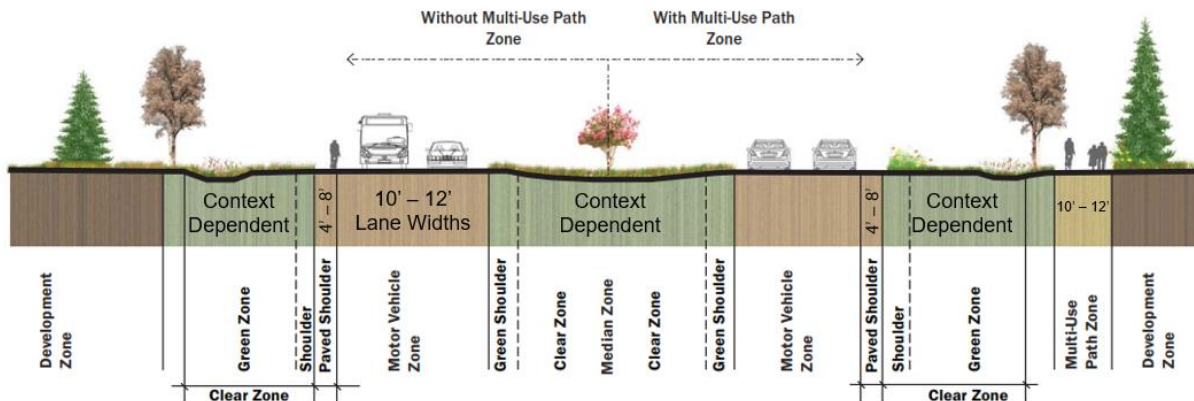 Without Multi-Use Path
Zone
With Multi-Use Path
Zone
Context
Dependent
4' – 8'
10' – 12'
Lane Widths
Context
Dependent
4' – 8'
Context
Dependent
10' – 12'
Development
Zone
Green Zone
Shoulder
Paved Shoulder
Motor Vehicle
Zone
Green Shoulder
Clear Zone
Median Zone
Clear Zone
Green Shoulder
Motor Vehicle
Zone
Paved Shoulder
Shoulder
Green Zone
Multi-Use
Path Zone
Development
Zone
Clear Zone
Clear Zone